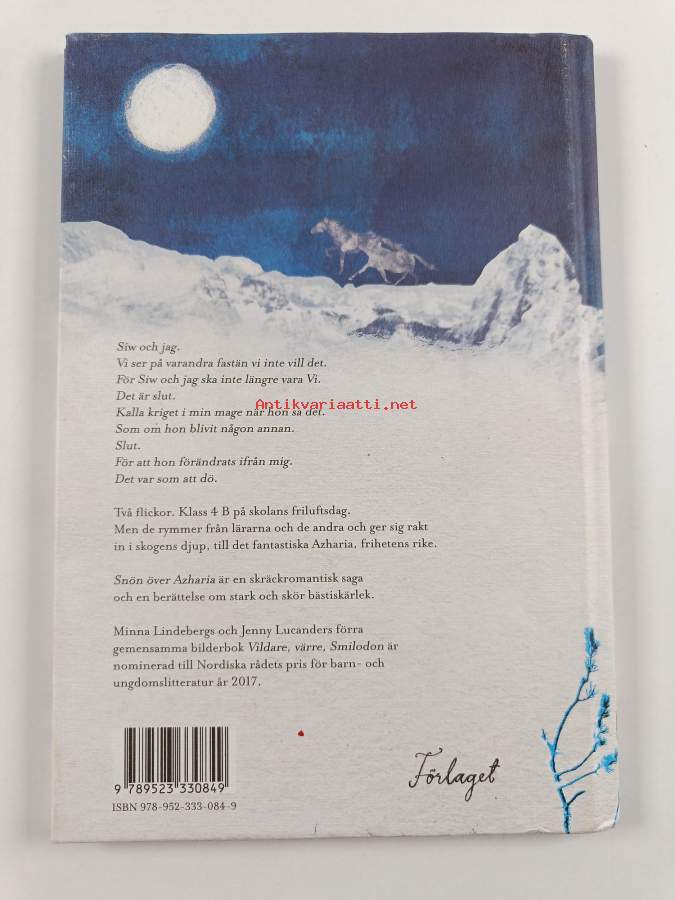 Siw och jag.
Vi ser på varandra fastän vi inte vill det.
För Siw och jag ska inte längre vara Vi.
Det är slut.
Antikvariaatti.net
Kalla kriget i min mage när hon sa det.
Som om hon blivit någon annan.
Slut.
För att hon förändrats ifrån mig.
Det var som att dö.
Två flickor. Klass 4 B på skolans friluftsdag.
Men de rymmer från lärarna och de andra och ger sig rakt
in i skogens djup, till det fantastiska Azharia, frihetens rike.
Snön över Azharia är en skräckromantisk saga
och en berättelse om stark och skör bästiskärlek.
Minna Lindebergs och Jenny Lucanders förra
gemensamma bilderbok Vildare, värre, Smilodon är
nominerad till Nordiska rådets pris för barn- och
ungdomslitteratur år 2017.
9 789523 330849
ISBN 978-952-333-084-9
Förlaget